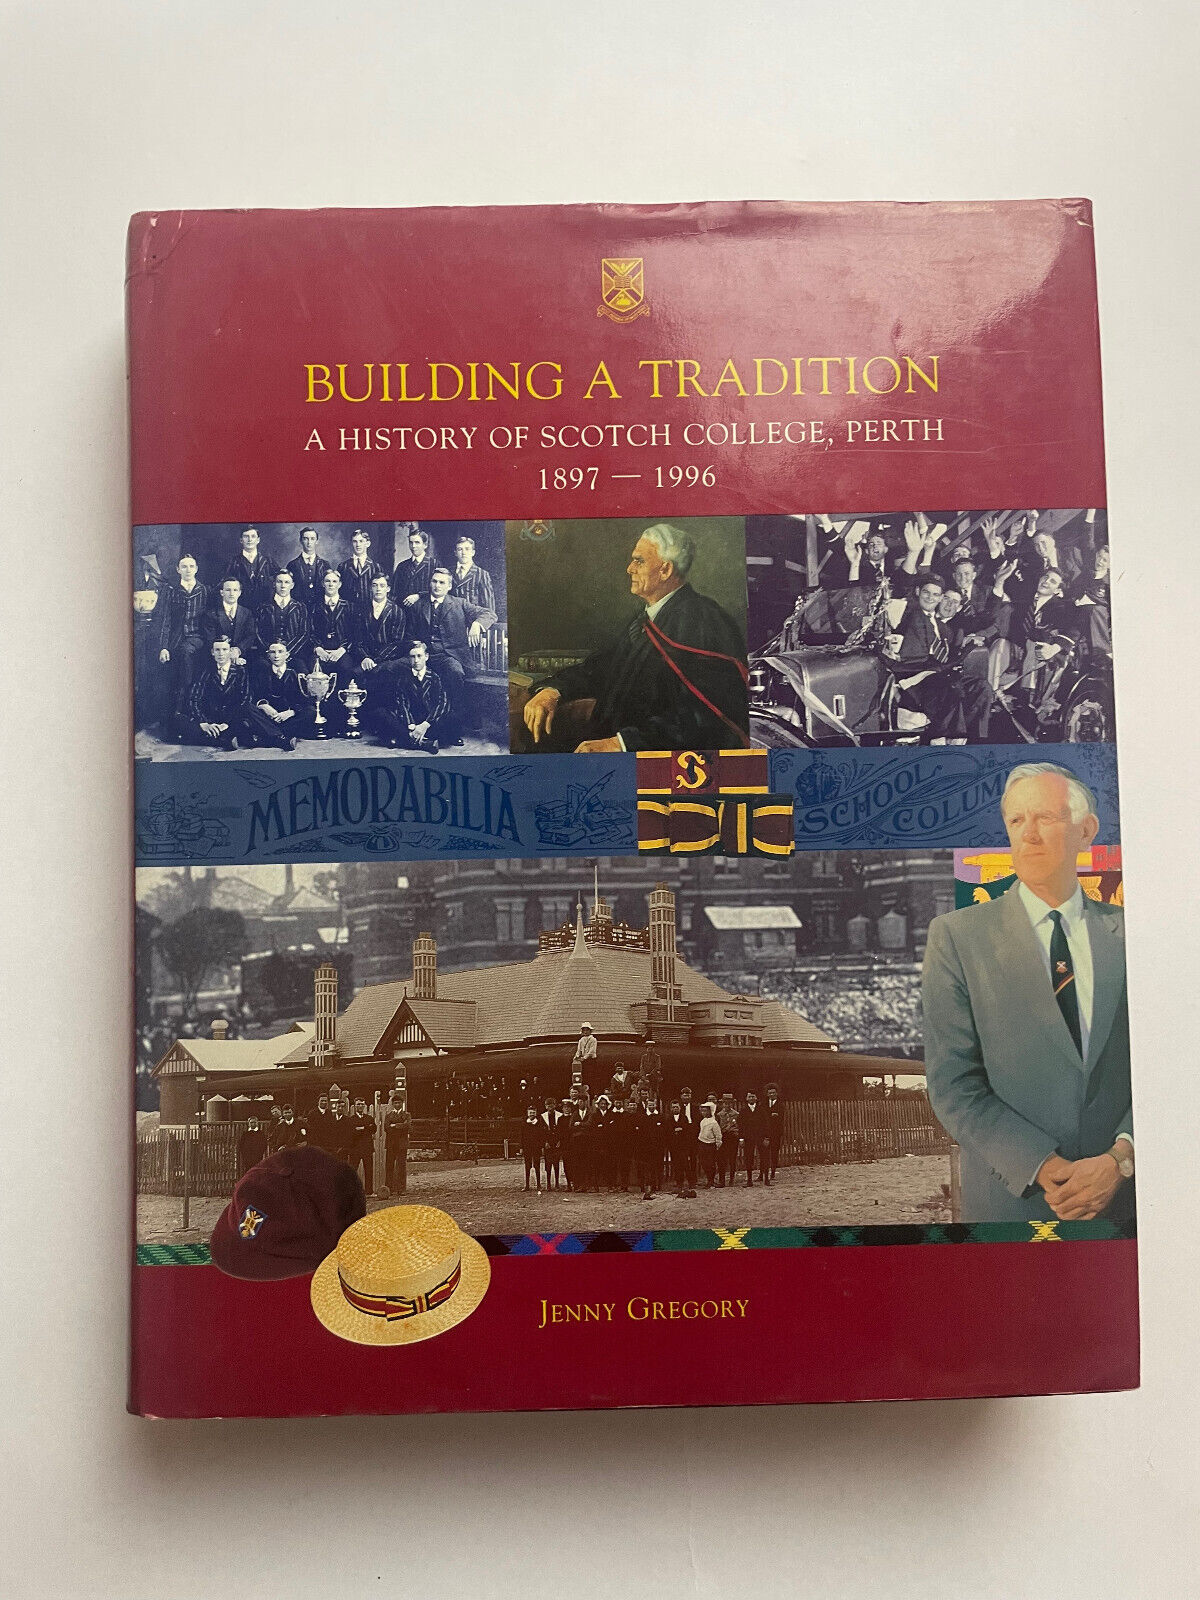 BUILDING A TRADITION
A HISTORY OF SCOTCH COLLEGE, PERTH
1897 — 1996
MEMORABILIA
S
SCHOOL
JENNY GREGORY